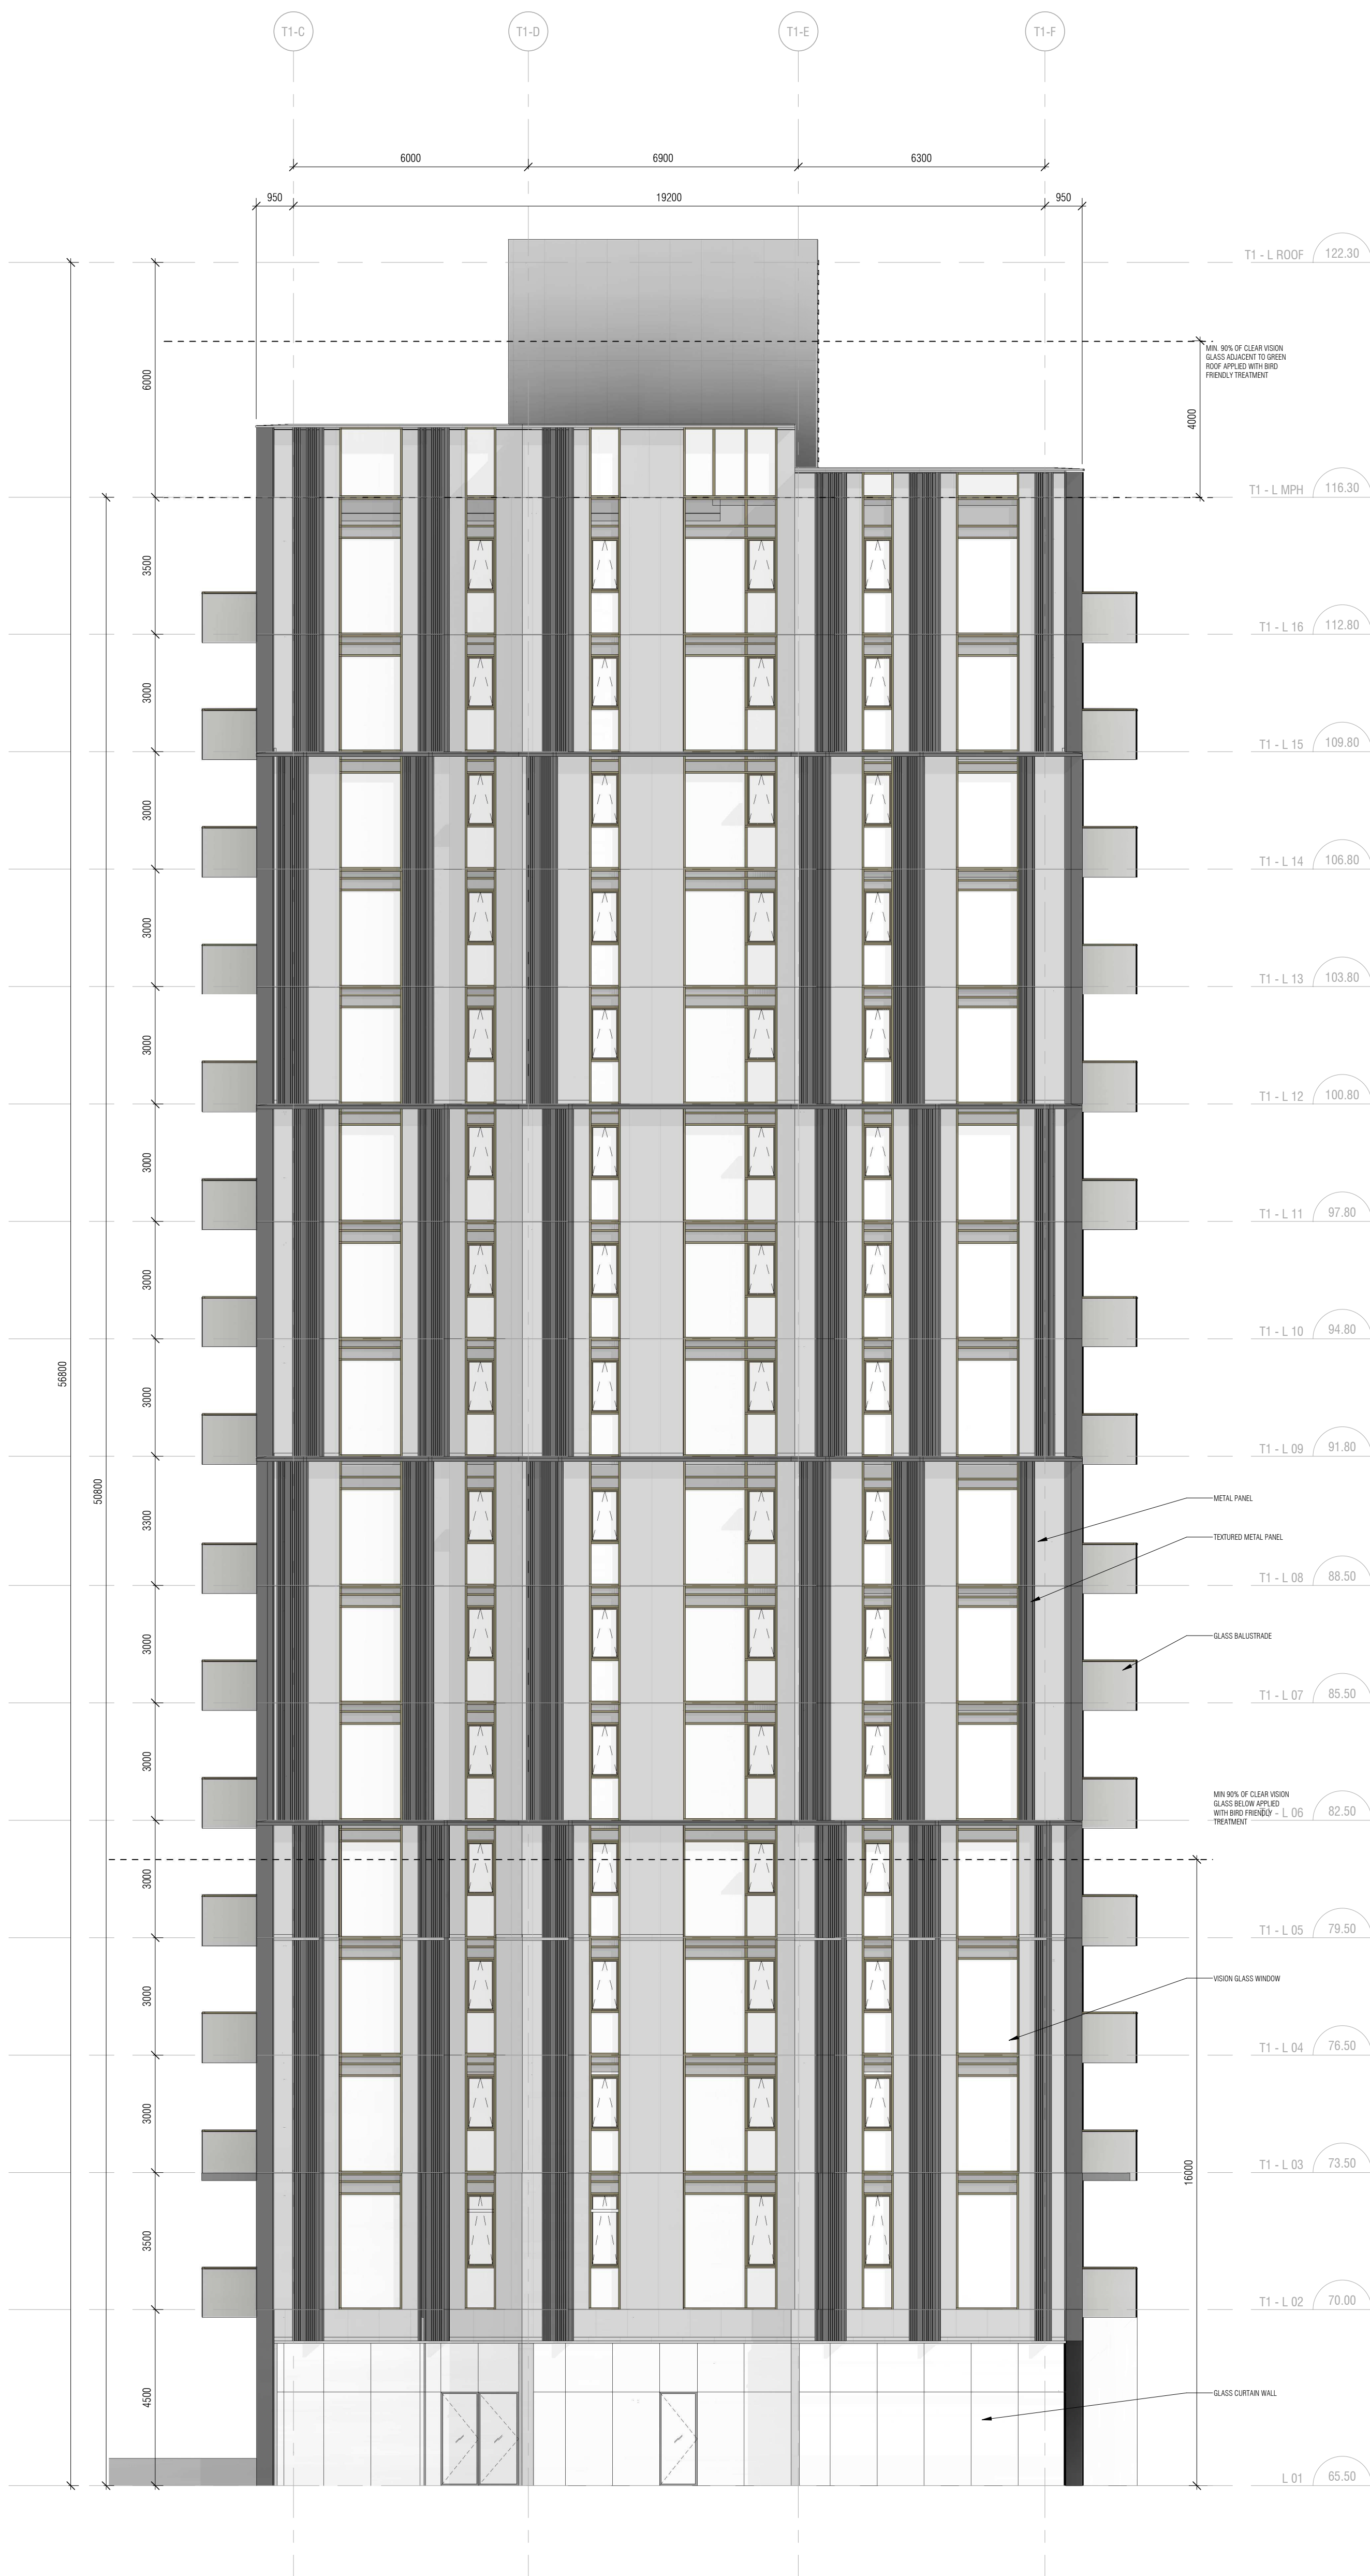 T1-C
T1-D
T1-E
T1-F
6000
6900
6300
950
19200
950
T1 - L ROOF
122.30
MIN. 90% OF CLEAR VISION
GLASS ADJACENT TO GREEN
ROOF APPLIED WITH BIRD
FRIENDLY TREATMENT
6000
4000
T1 - L MPH
116.30
3500
T1 - L 16
112.80
3000
T1 - L 15
109.80
3000
T1 - L 14
106.80
3000
T1 - L 13
103.80
3000
T1 - L 12
100.80
3000
T1 - L 11
97.80
3000
T1 - L 10
94.80
56800
3000
T1 - L 09
91.80
50800
METAL PANEL
3300
TEXTURED METAL PANEL
T1 - L 08
88.50
GLASS BALUSTRADE
3000
T1 - L 07
85.50
3000
MIN 90% OF CLEAR VISION
GLASS BELOW APPLIED
WITH BIRD FRIENDLY
TREATMENT
T1 - L 06
82.50
3000
T1 - L 05
79.50
VISION GLASS WINDOW
3000
T1 - L 04
76.50
3000
T1 - L 03
73.50
16000
3500
T1 - L 02
70.00
4500
GLASS CURTAIN WALL
L 01
65.50